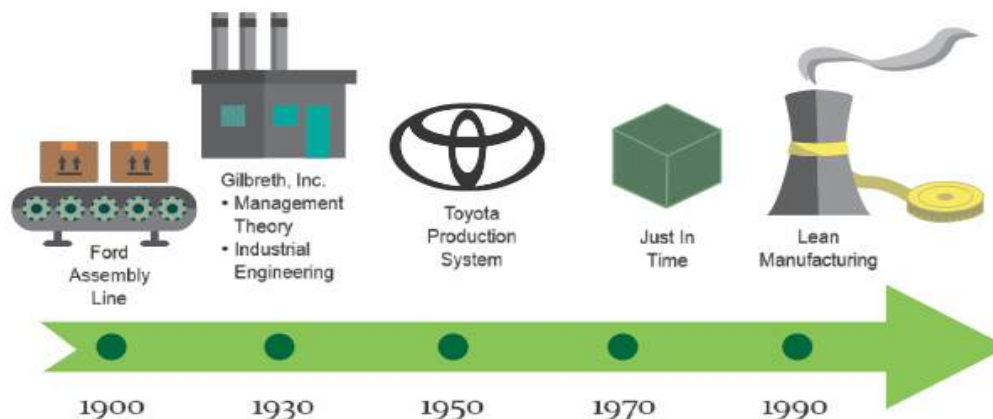 Ford
Assembly
Line
Gilbreth, Inc.
• Management
Theory
• Industrial
Engineering
Toyota
Production
System
Just In
Time
Lean
Manufacturing
1900
1930
1950
1970
1990